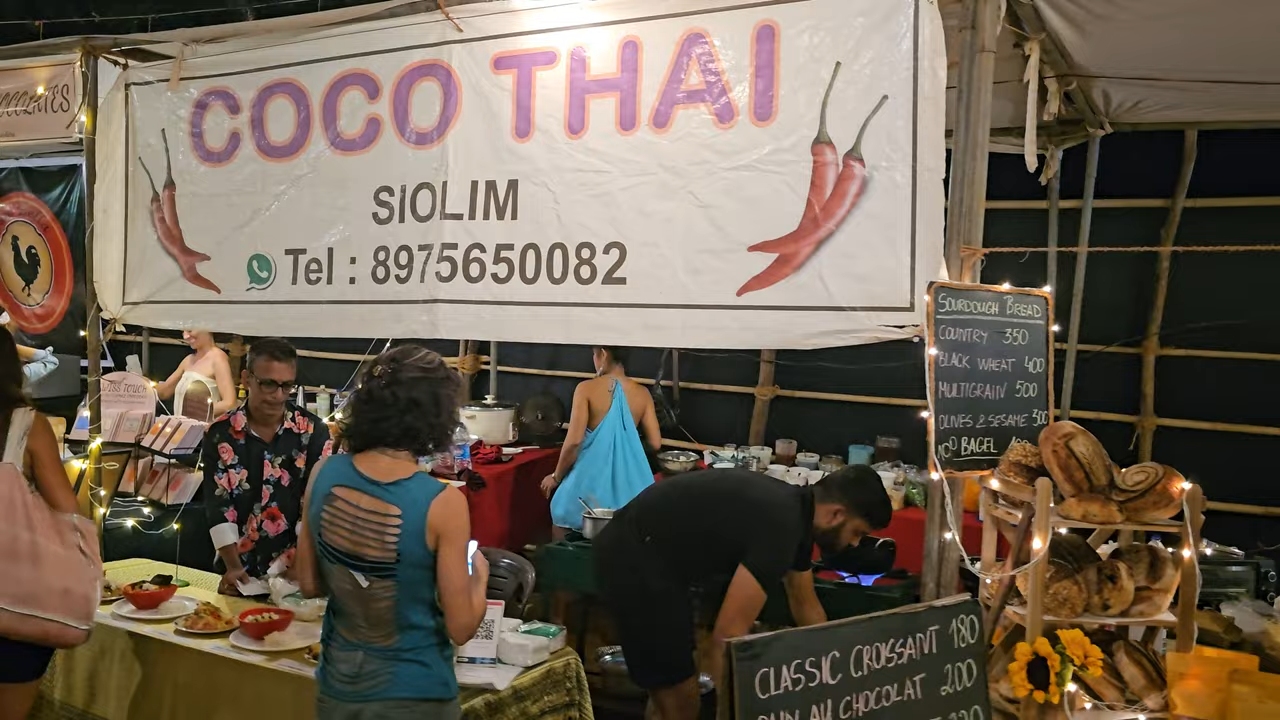 COCO THAI
SIOLIM
Tel : 8975650082
SOURDOUGH BREAD
COUNTRY 350
BLACK WHEAT 400
MULTIGRAIN 500
OLIVES & SESAME 500
BAGEL
CLASSIC CROISSANT 180
AU CHOCOLAT 200